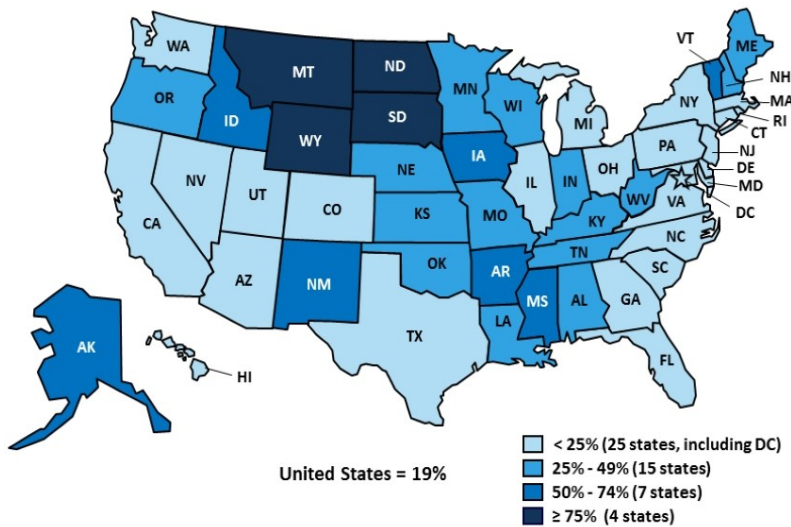 WA
MT
ND
VT
ME
NH
OR
ID
MN
WI
NY
MA
SD
RI
WY
MI
CT
PA
NJ
IA
NE
OH
DE
NV
IL
IN
MD
UT
WV
VA
CO
DC
CA
KS
MO
KY
NC
TN
OK
AR
SC
AZ
NM
MS
AL
GA
LA
TX
AK
FL
HI
< 25% (25 states, including DC)
United States = 19%
25% - 49% (15 states)
50% - 74% (7 states)
≥ 75% (4 states)